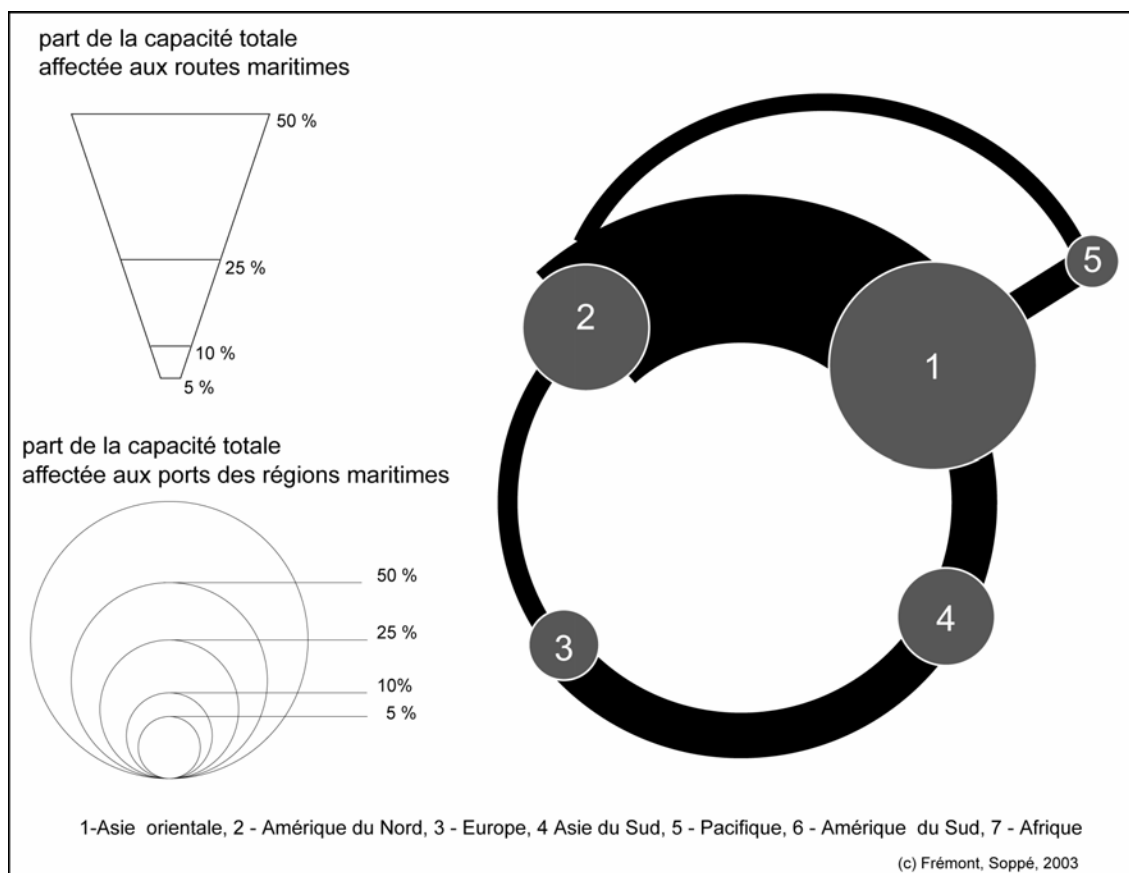 part de la capacité totale
affectée aux routes maritimes
50 %
25 %
10 %
5 %
part de la capacité totale
affectée aux ports des régions maritimes
50 %
25 %
10%
5 %
5
2
1
4
3
1-Asie orientale, 2 - Amérique du Nord, 3 - Europe, 4 Asie du Sud, 5 - Pacifique, 6 - Amérique du Sud, 7 - Afrique
(c) Frémont, Soppé, 2003